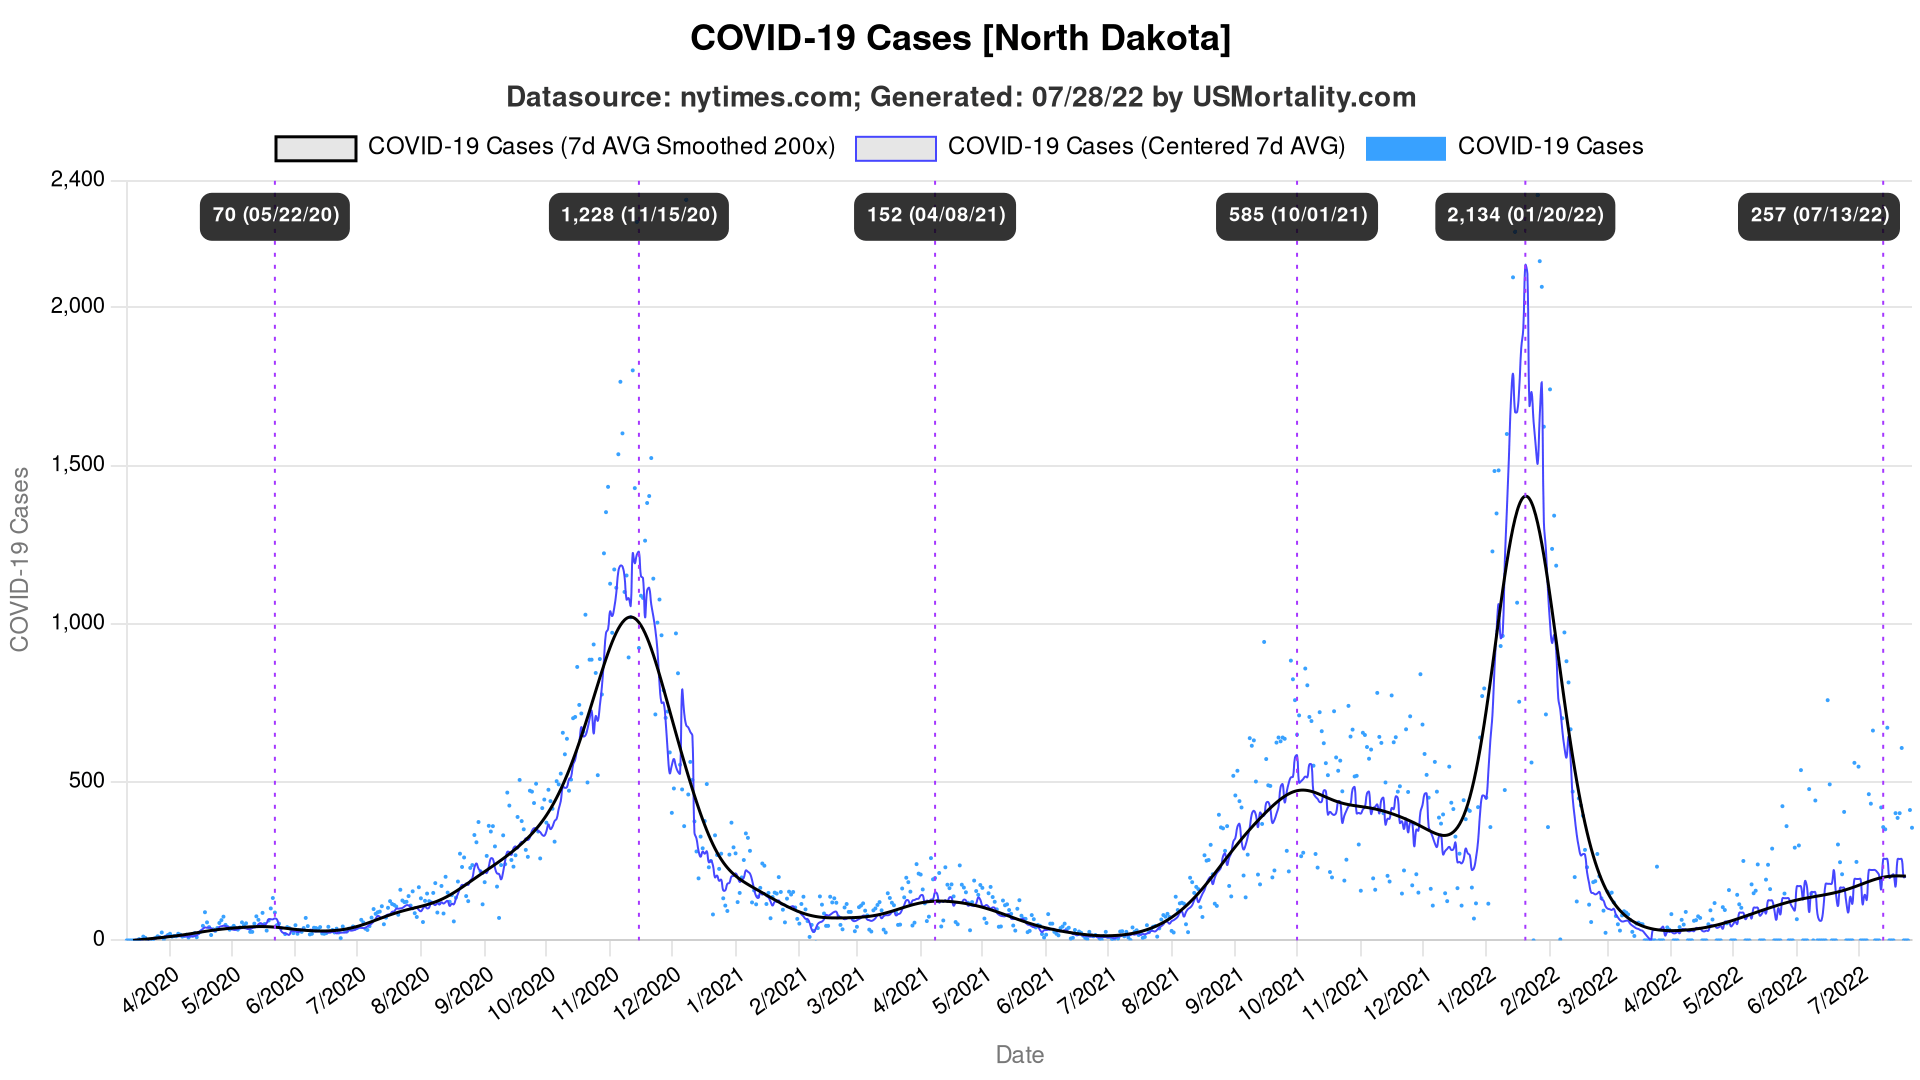 COVID-19 Cases [North Dakota]
Datasource: nytimes.com; Generated: 07/28/22 by USMortality.com
COVID-19 Cases (7d AVG Smoothed 200x) COVID-19 Cases (Centered 7d AVG) COVID-19 Cases
2,400
70 (05/22/20) 1,228 (11/15/20) 152 (04/08/21) 585 (10/01/21) 2,134 (01/20/22) 257 (07/13/22)
2,000
1,500
1,000
500
0
COVID-19 Cases
4/2020 5/2020 6/2020 7/2020 8/2020 9/2020 10/2020 11/2020 12/2020 1/2021 2/2021 3/2021 4/2021 5/2021 6/2021 7/2021 8/2021 9/2021 10/2021 11/2021 12/2021 1/2022 2/2022 3/2022 4/2022 5/2022 6/2022 7/2022
Date